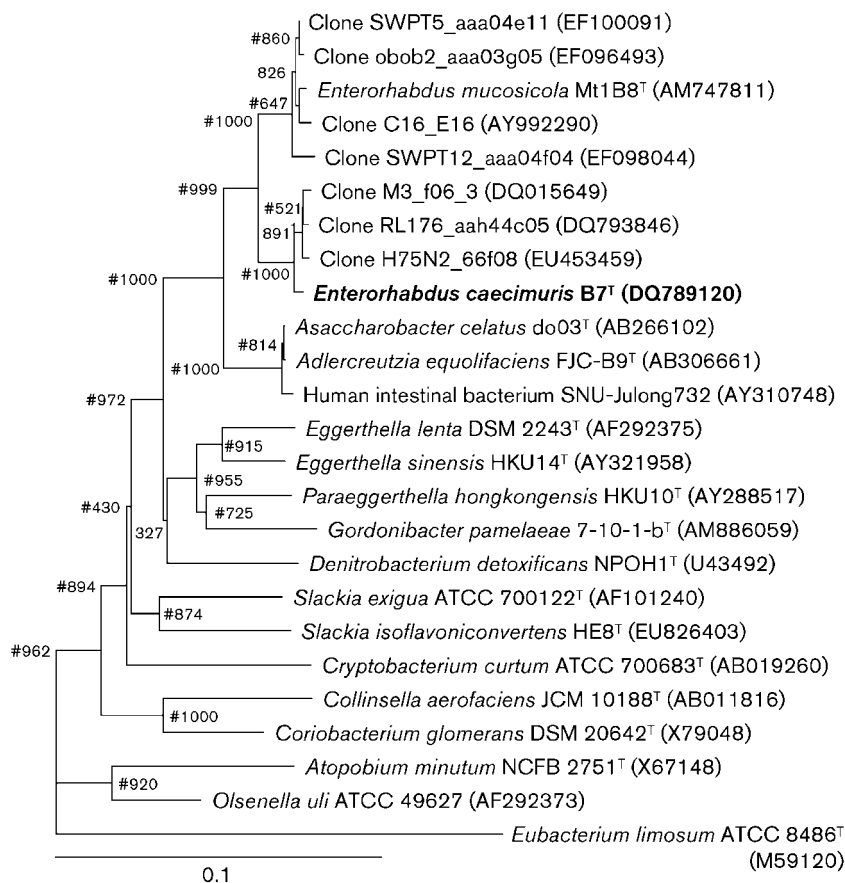 Clone SWPT5_aaa04e11 (EF100091)
#860
Clone obob2_aaa03g05 (EF096493)
826
Enterorhabdus mucosicola Mt1B8ᵀ (AM747811)
#647
#1000
Clone C16_E16 (AY992290)
Clone SWPT12_aaa04f04 (EF098044)
#999
Clone M3_f06_3 (DQ015649)
#521
Clone RL176_aah44c05 (DQ793846)
891
Clone H75N2_66f08 (EU453459)
#1000
#1000
Enterorhabdus caecimuris B7ᵀ (DQ789120)
Asaccharobacter celatus do03ᵀ (AB266102)
#814
Adlercreutzia equolifaciens FJC-B9ᵀ (AB306661)
#1000
Human intestinal bacterium SNU-Julong732 (AY310748)
#972
Eggerthella lenta DSM 2243ᵀ (AF292375)
#915
Eggerthella sinensis HKU14ᵀ (AY321958)
#955
Paraeggerthella hongkongensis HKU10ᵀ (AY288517)
#430
#725
Gordonibacter pamelaeae 7-10-1-bᵀ (AM886059)
327
Denitrobacterium detoxificans NPOH1ᵀ (U43492)
#894
Slackia exigua ATCC 700122ᵀ (AF101240)
#874
Slackia isoflavoniconvertens HE8ᵀ (EU826403)
#962
Cryptobacterium curtum ATCC 700683ᵀ (AB019260)
Collinsella aerofaciens JCM 10188ᵀ (AB011816)
#1000
Coriobacterium glomerans DSM 20642ᵀ (X79048)
Atopobium minutum NCFB 2751ᵀ (X67148)
#920
Olsenella uli ATCC 49627 (AF292373)
Eubacterium limosum ATCC 8486ᵀ
(M59120)
0.1